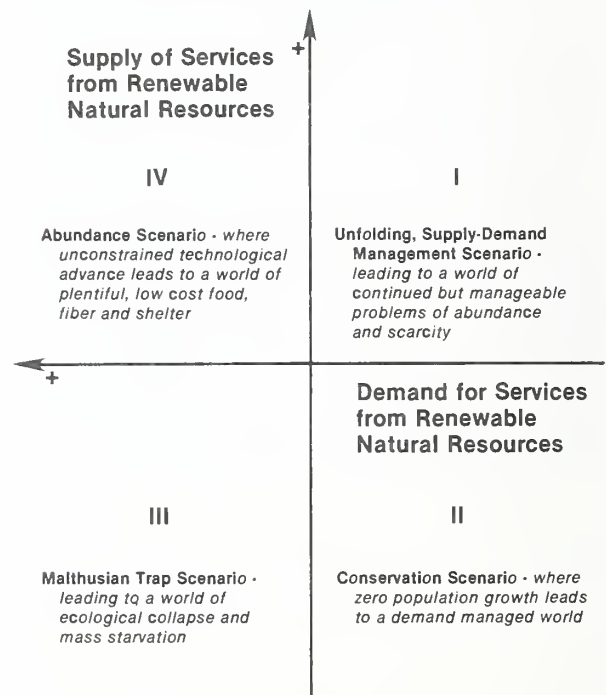 Supply of Services
from Renewable
Natural Resources
+
IV
Abundance Scenario - where
unconstrained technological
advance leads to a world of
plentiful, low cost food,
fiber and shelter
I
Unfolding, Supply-Demand
Management Scenario -
leading to a world of
continued but manageable
problems of abundance
and scarcity
+
Demand for Services
from Renewable
Natural Resources
III
Malthusian Trap Scenario -
leading to a world of
ecological collapse and
mass starvation
II
Conservation Scenario - where
zero population growth leads
to a demand managed world